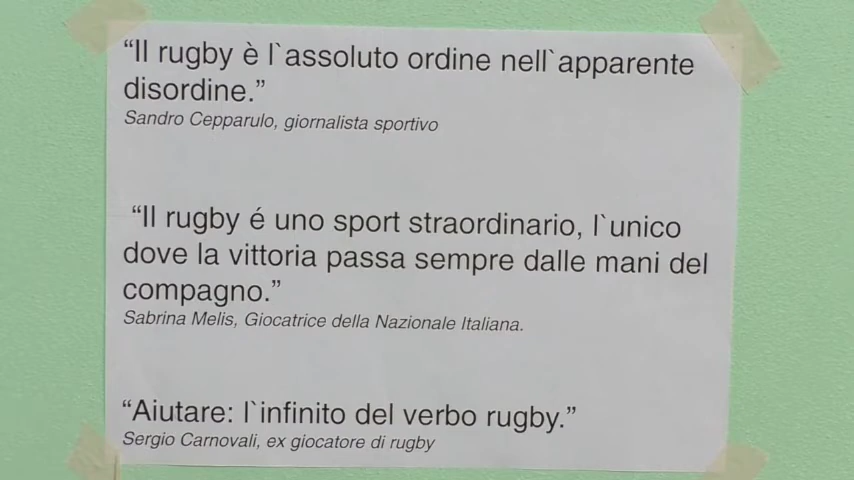 “Il rugby è l`assoluto ordine nell`apparente
disordine.”
Sandro Cepparulo, giornalista sportivo
“Il rugby é uno sport straordinario, l`unico
dove la vittoria passa sempre dalle mani del
compagno.”
Sabrina Melis, Giocatrice della Nazionale Italiana.
“Aiutare: l`infinito del verbo rugby.”
Sergio Carnovali, ex giocatore di rugby